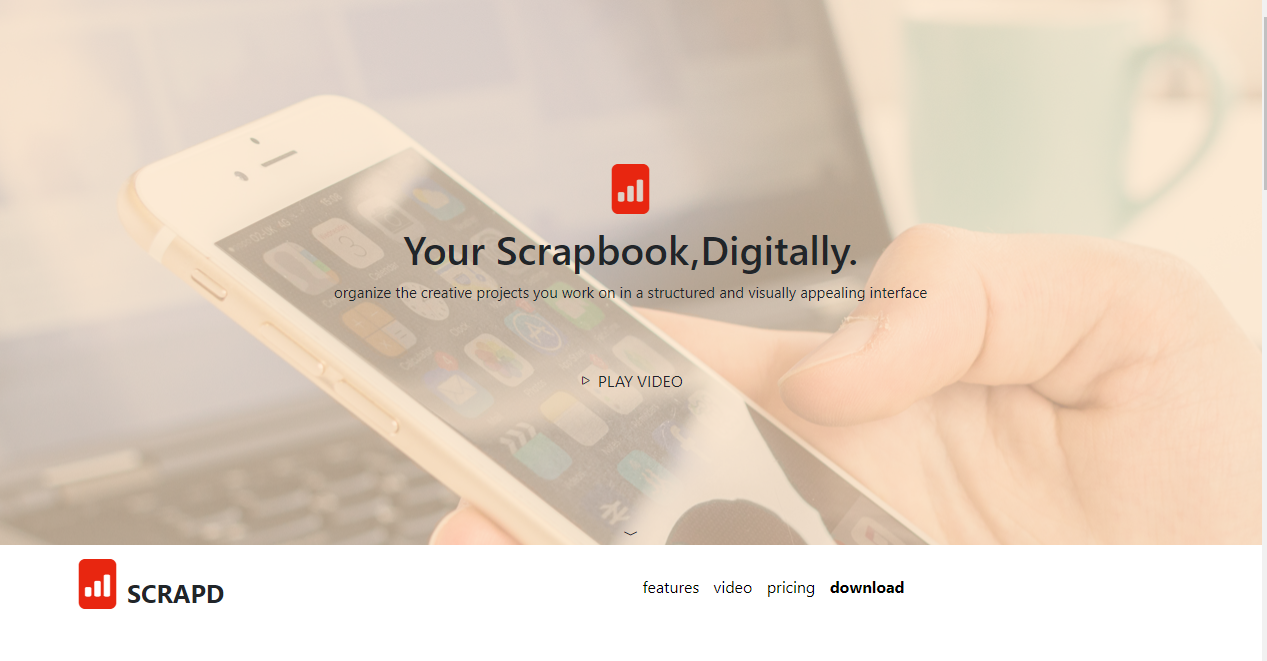 Your Scrapbook,Digitally.
organize the creative projects you work on in a structured and visually appealing interface
PLAY VIDEO
SCRAPD
features video pricing download